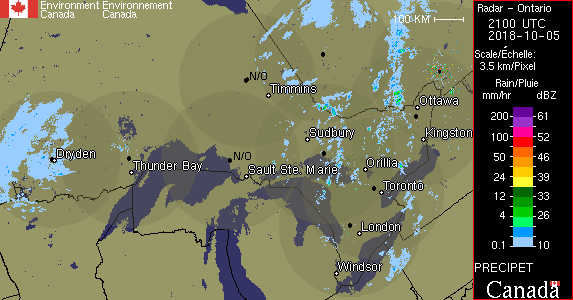 Environment Environnement
Canada Canada
100 KM
N/O
Timmins
Ottawa
Sudbury
Kingston
Dryden
Thunder Bay
N/O
Sault Ste. Marie
Orillia
Toronto
London
Windsor
Radar - Ontario
2100 UTC
2018-10-05
Scale/Échelle:
3.5 km/Pixel
Rain/Pluie
mm/hr dBZ
200 61
100 52
50 46
24 39
12 33
4 26
0.1 10
PRECIPET
Canada